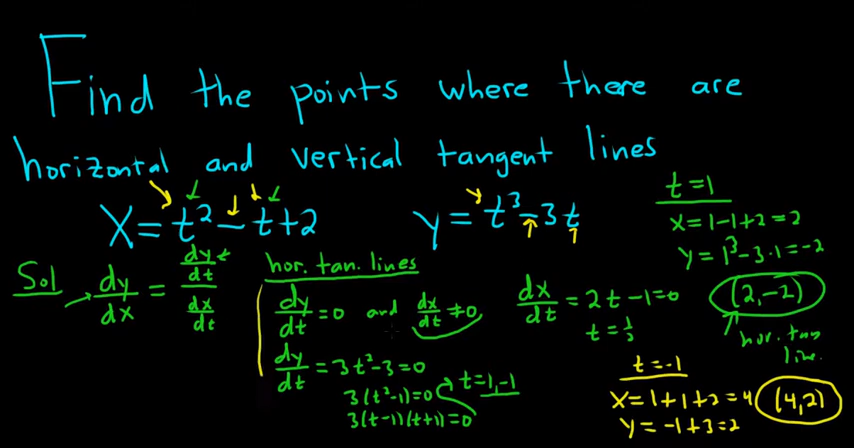 Find the points where there are
horizontal and vertical tangent lines
X = t² - t + 2
y = t³ - 3t
Sol
dy/dx = (dy/dt)/(dx/dt)
hor. tan. lines
dy/dt = 0 and dx/dt ≠ 0
dy/dt = 3t² - 3 = 0
3(t² - 1) = 0
3(t - 1)(t + 1) = 0
t = 1, -1
dx/dt = 2t - 1 = 0
t = 1/2
t = 1
x = 1 - 1 + 2 = 2
y = 1³ - 3·1 = -2
(2, -2)
hor. tan
line.
t = -1
x = 1 + 1 + 2 = 4
y = -1 + 3 = 2
(4, 2)